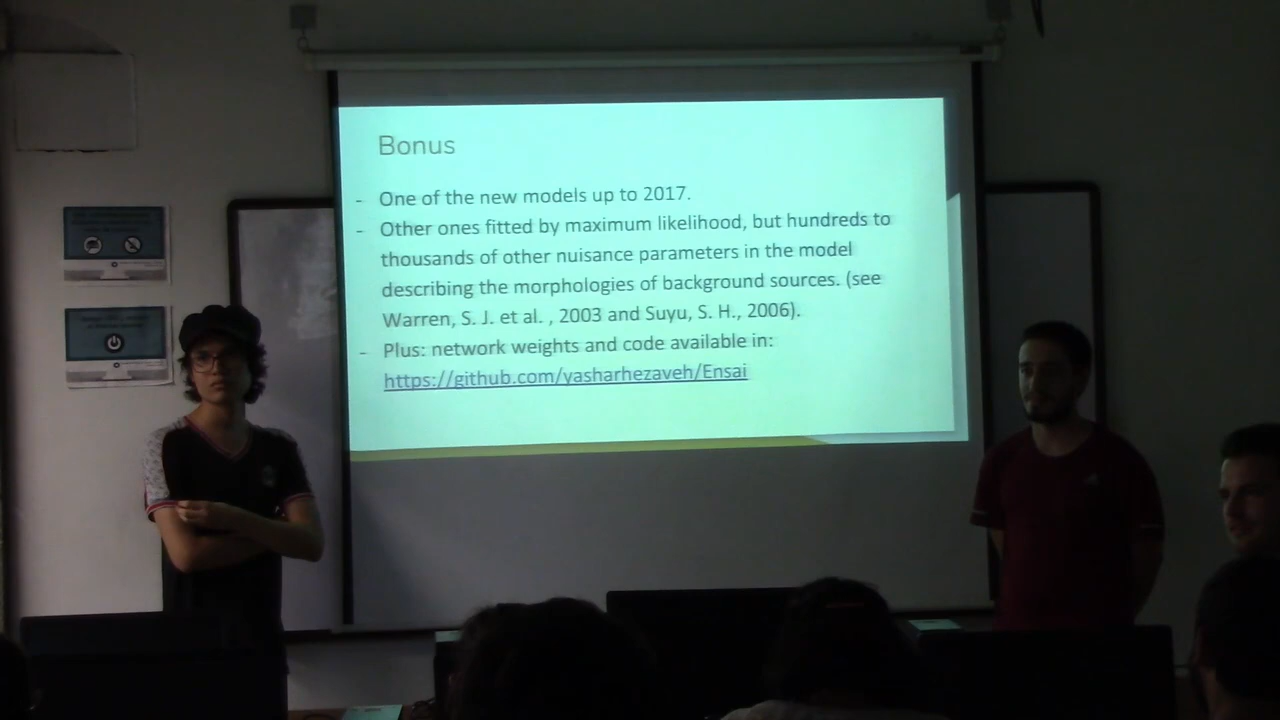 Bonus
- One of the new models up to 2017.
- Other ones fitted by maximum likelihood, but hundreds to
thousands of other nuisance parameters in the model
describing the morphologies of background sources. (see
Warren, S. J. et al. , 2003 and Suyu, S. H., 2006).
- Plus: network weights and code available in:
https://github.com/yasharhezaveh/Ensai